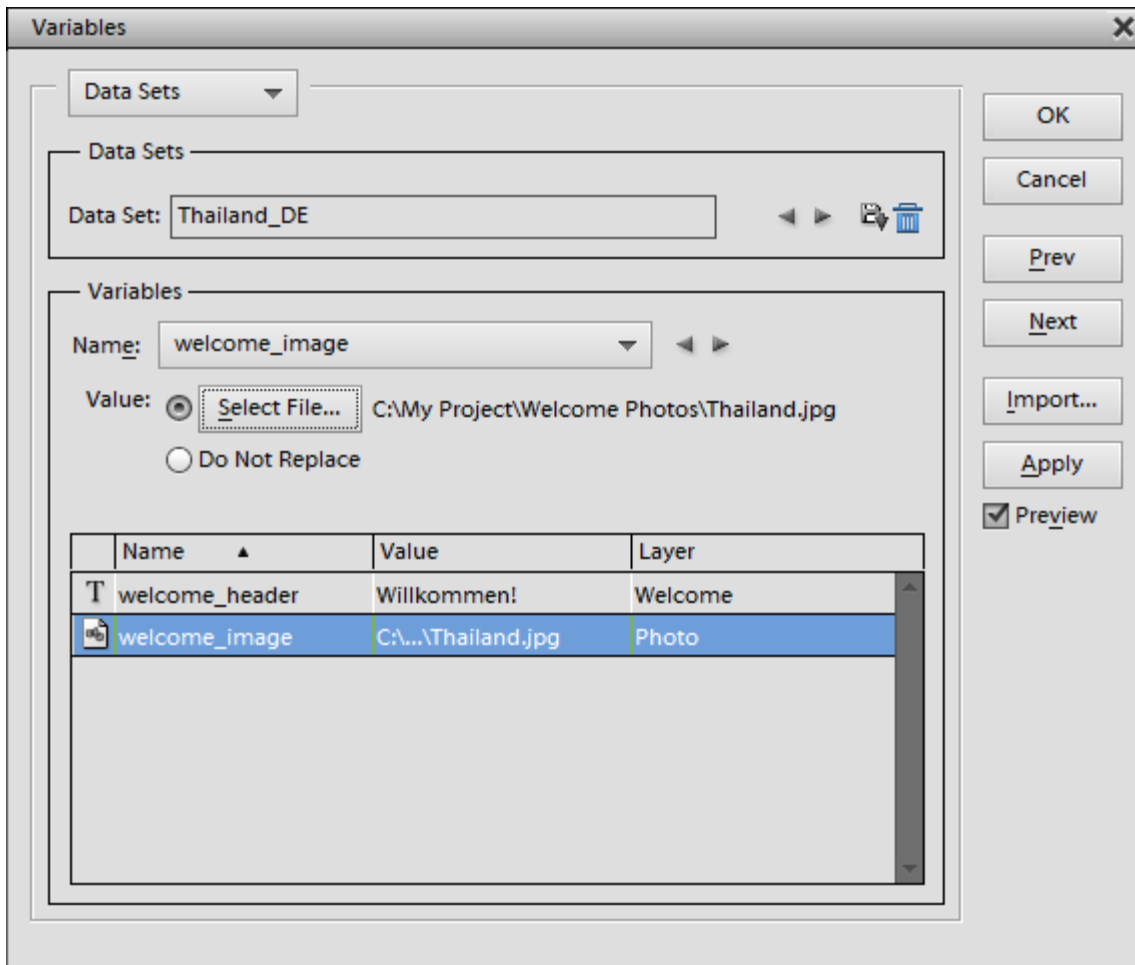 Variables
Data Sets
OK
Data Sets
Cancel
Data Set: Thailand_DE
Prev
Variables
Next
Name: welcome_image
Value: Select File... C:\My Project\Welcome Photos\Thailand.jpg
Import...
Do Not Replace
Apply
Preview
Name Value Layer
T welcome_header Willkommen! Welcome
welcome_image C:\...\Thailand.jpg Photo